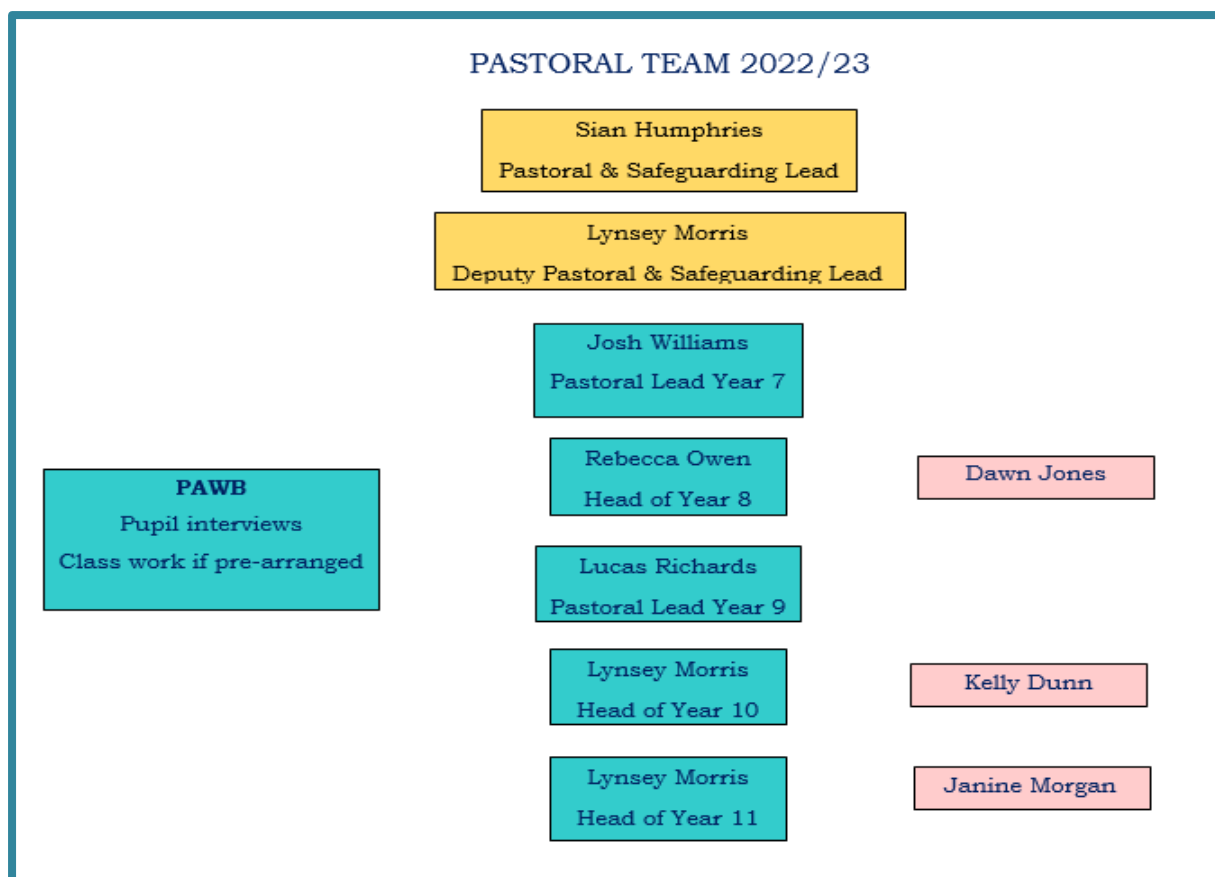 PASTORAL TEAM 2022/23
Sian Humphries
Pastoral & Safeguarding Lead
Lynsey Morris
Deputy Pastoral & Safeguarding Lead
Josh Williams
Pastoral Lead Year 7
Rebecca Owen
Head of Year 8
Dawn Jones
PAWB
Pupil interviews
Class work if pre-arranged
Lucas Richards
Pastoral Lead Year 9
Lynsey Morris
Head of Year 10
Kelly Dunn
Lynsey Morris
Head of Year 11
Janine Morgan